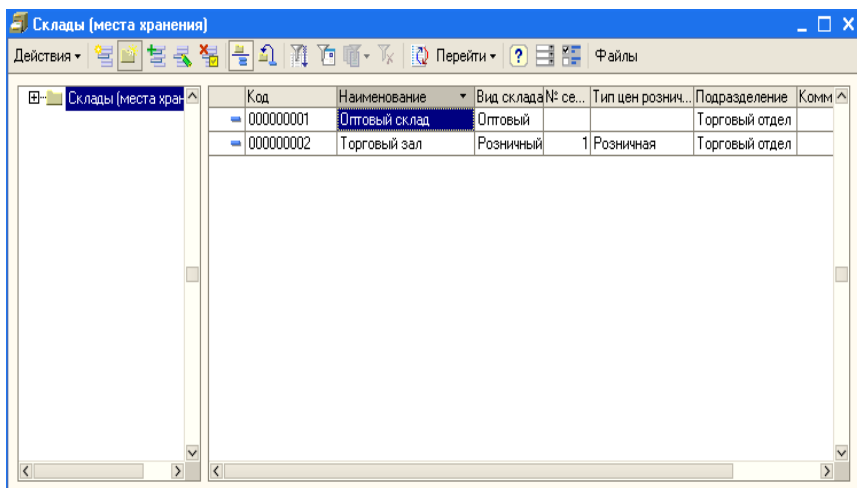 Склады (места хранения)
Действия Перейти ? Файлы
Склады (места хран
Код Наименование Вид склада № се... Тип цен рознич... Подразделение Комм
000000001 Оптовый склад Оптовый Торговый отдел
000000002 Торговый зал Розничный 1 Розничная Торговый отдел